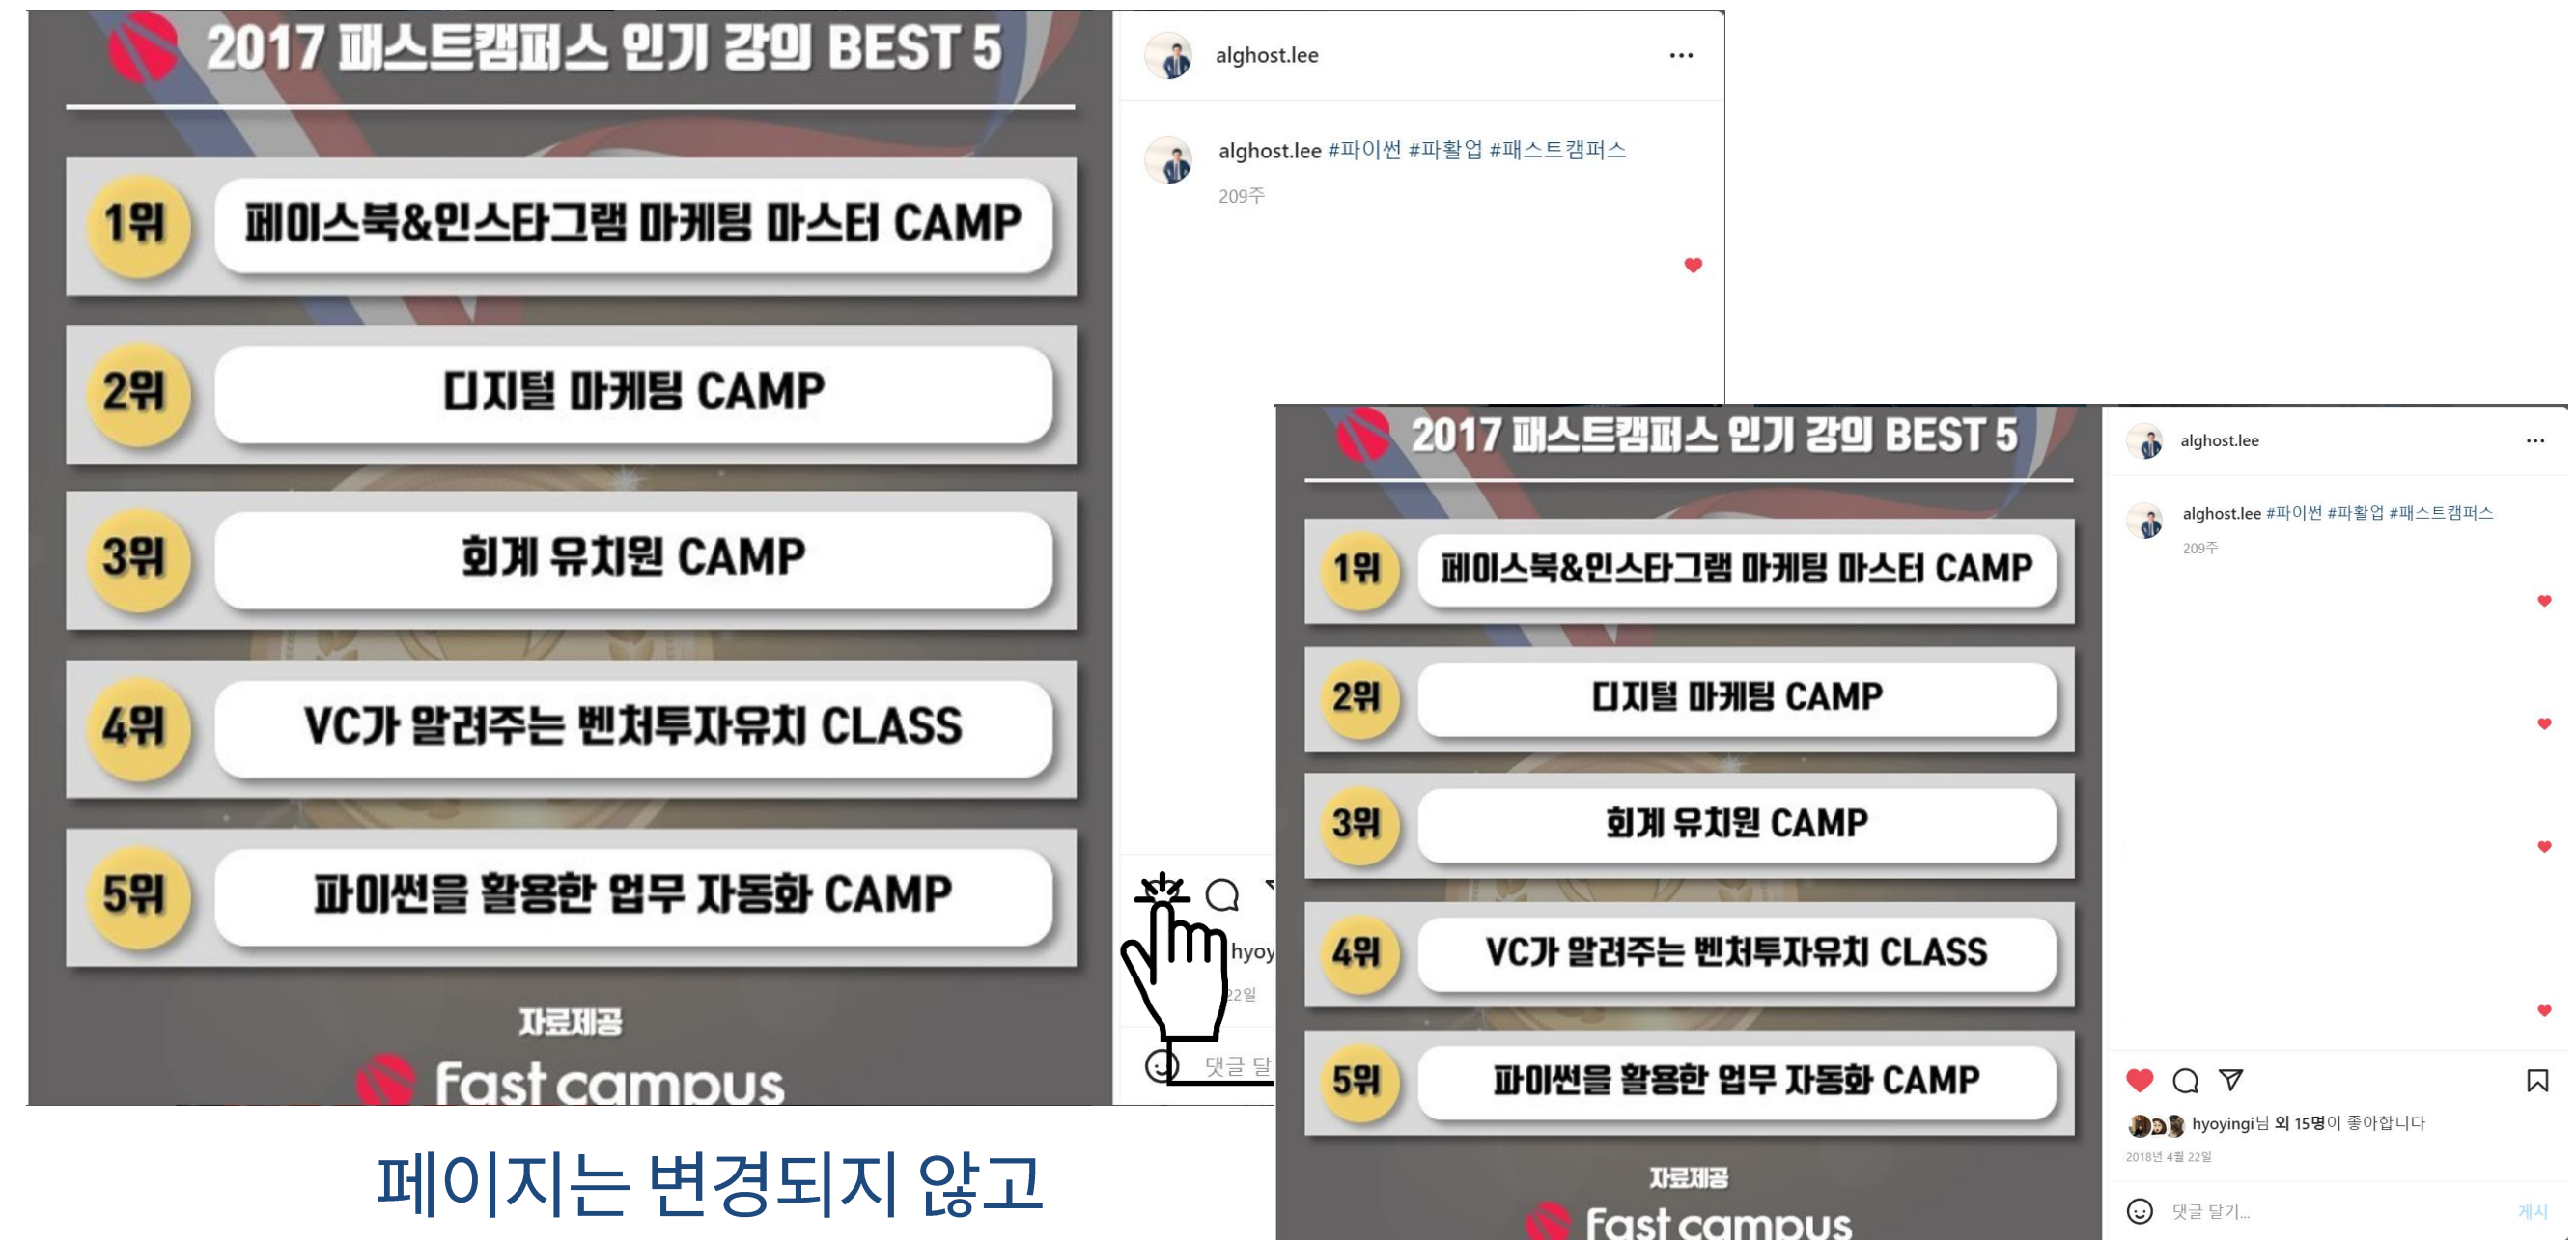 2017 패스트캠퍼스 인기 강의 BEST 5
1위 페이스북&인스타그램 마케팅 마스터 CAMP
2위 디지털 마케팅 CAMP
3위 회계 유치원 CAMP
4위 VC가 알려주는 벤처투자유치 CLASS
5위 파이썬을 활용한 업무 자동화 CAMP
자료제공
Fast campus
alghost.lee
alghost.lee #파이썬 #파활업 #패스트캠퍼스
209주
hyoy
22일
댓글 달
페이지는 변경되지 않고
2017 패스트캠퍼스 인기 강의 BEST 5
1위 페이스북&인스타그램 마케팅 마스터 CAMP
2위 디지털 마케팅 CAMP
3위 회계 유치원 CAMP
4위 VC가 알려주는 벤처투자유치 CLASS
5위 파이썬을 활용한 업무 자동화 CAMP
자료제공
Fast campus
alghost.lee
alghost.lee #파이썬 #파활업 #패스트캠퍼스
209주
hyoyingi님 외 15명이 좋아합니다
2018년 4월 22일
댓글 달기...
게시